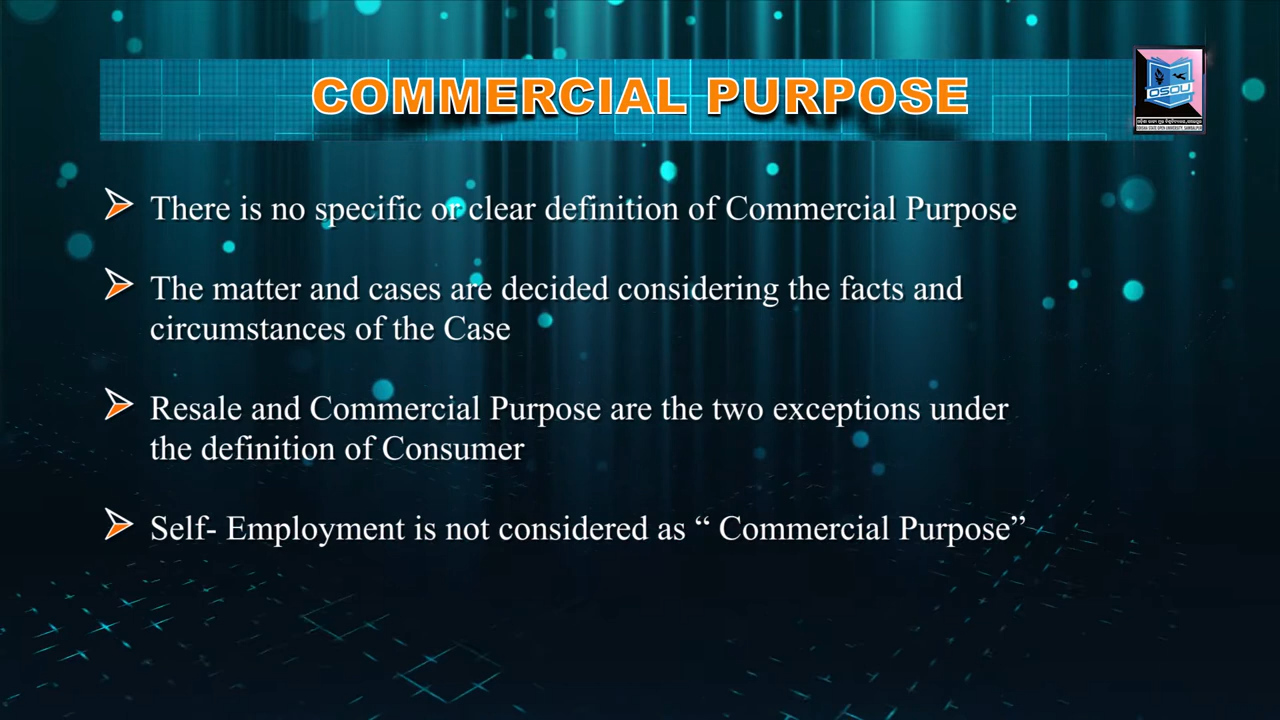 COMMERCIAL PURPOSE
OSOU
There is no specific or clear definition of Commercial Purpose
The matter and cases are decided considering the facts and
circumstances of the Case
Resale and Commercial Purpose are the two exceptions under
the definition of Consumer
Self- Employment is not considered as “ Commercial Purpose”